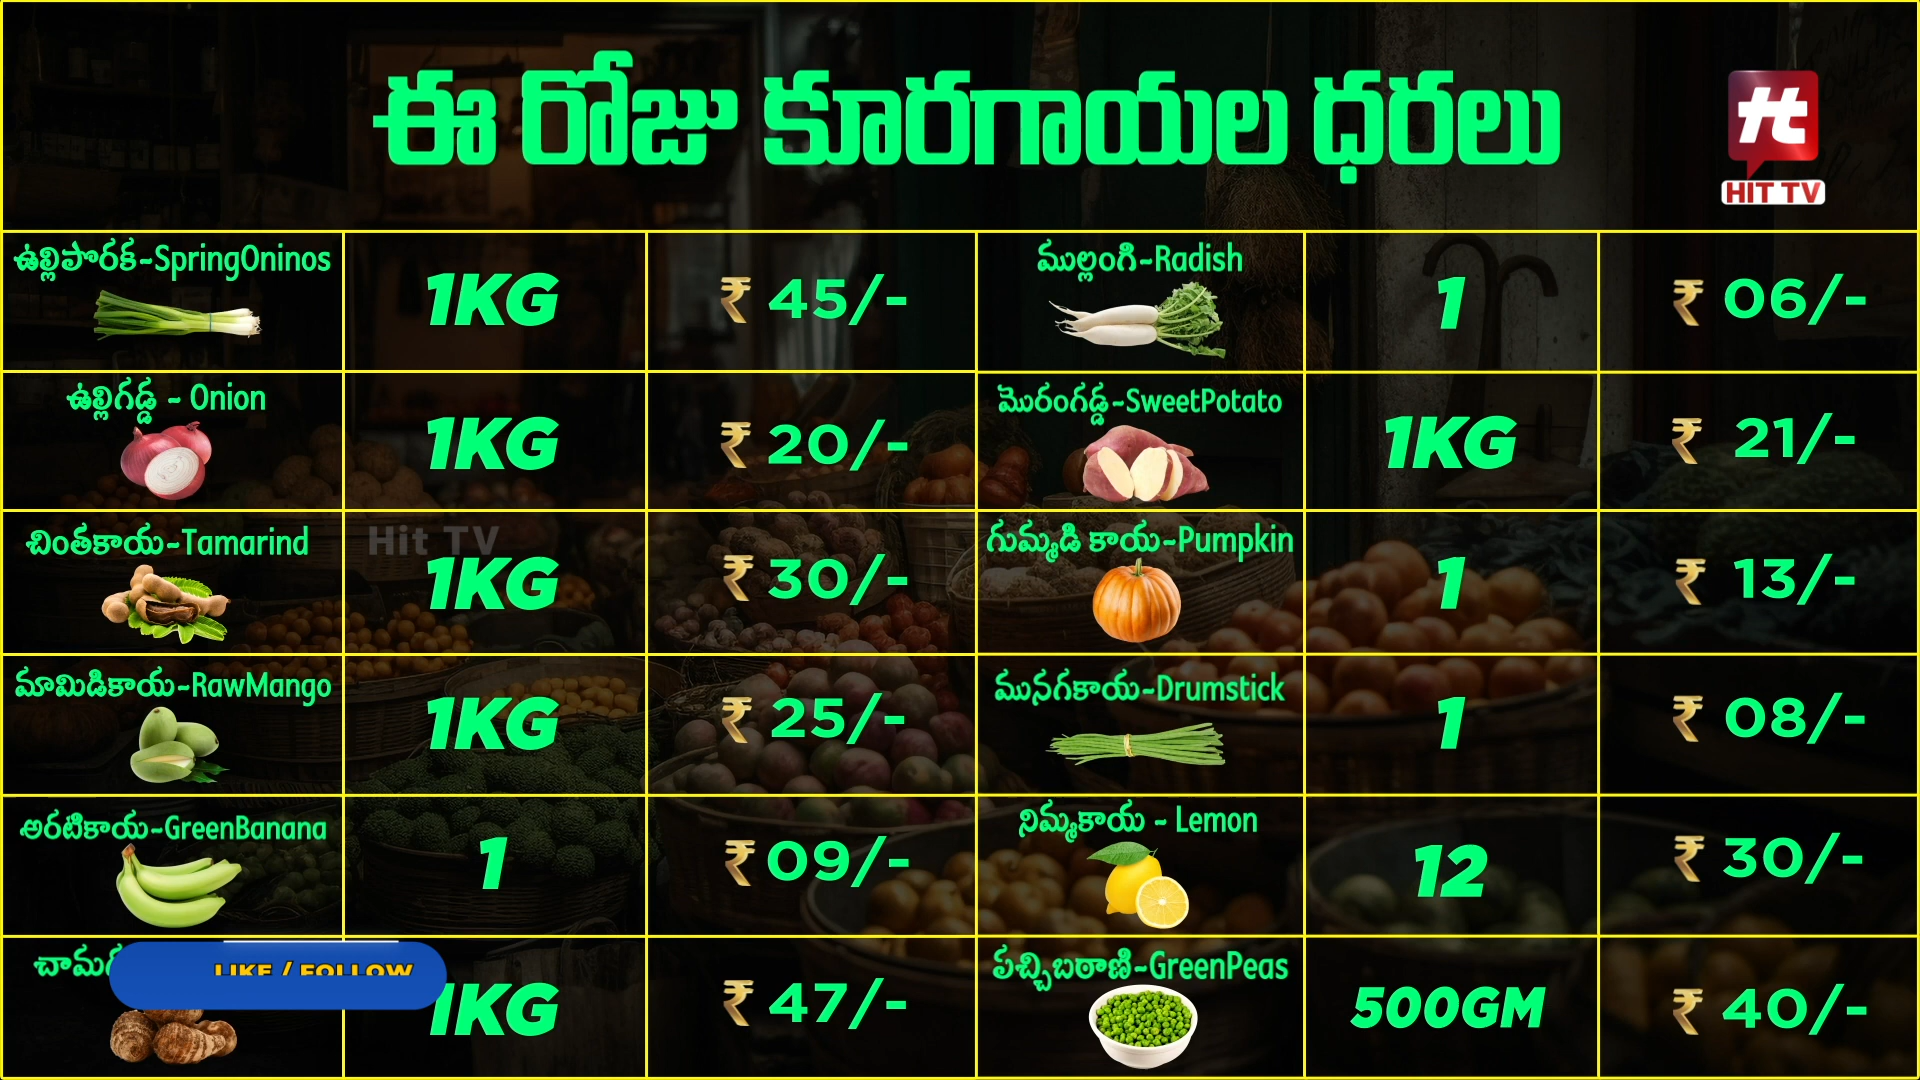 ఈ రోజు కూరగాయల ధరలు
HIT TV
ఉల్లిపొరక-SpringOninos 1KG ₹ 45/- ముల్లంగి-Radish 1 ₹ 06/-
ఉల్లిగడ్డ - Onion 1KG ₹ 20/- మొరంగడ్డ-SweetPotato 1KG ₹ 21/-
చింతకాయ-Tamarind Hit TV 1KG ₹ 30/- గుమ్మడి కాయ-Pumpkin 1 ₹ 13/-
మామిడికాయ-RawMango 1KG ₹ 25/- మునగకాయ-Drumstick 1 ₹ 08/-
అరటికాయ-GreenBanana 1 ₹ 09/- నిమ్మకాయ - Lemon 12 ₹ 30/-
LIKE / FOLLOW 1KG ₹ 47/- పచ్చిబఠాణి-GreenPeas 500GM ₹ 40/-